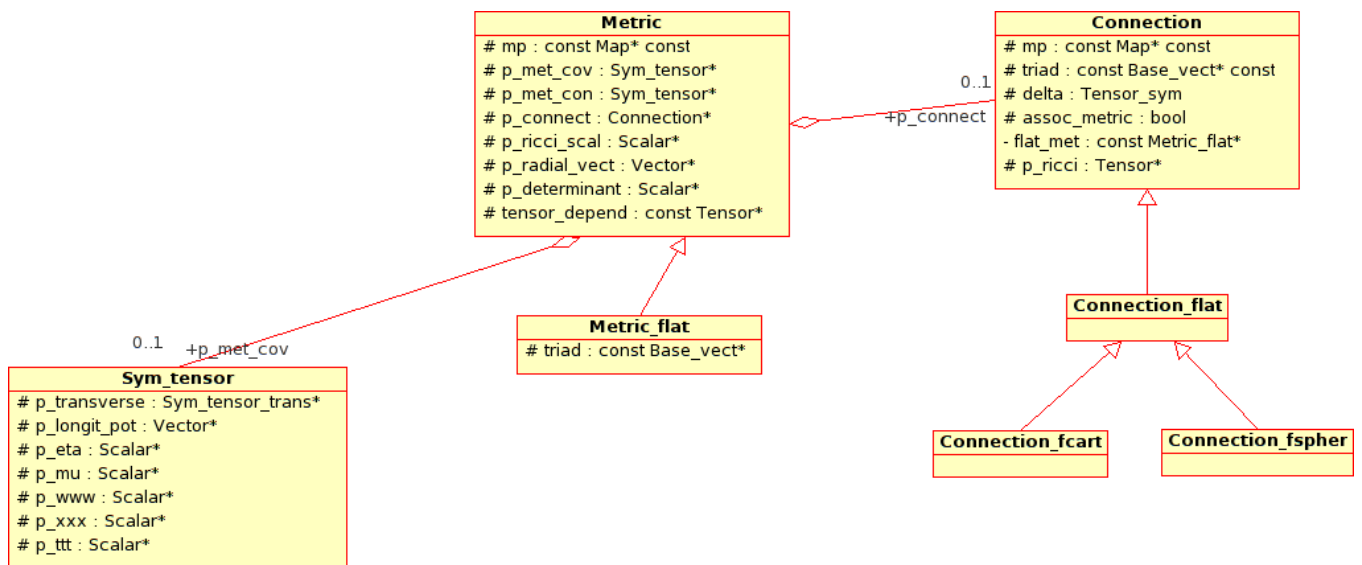 Metric
# mp : const Map* const
# p_met_cov : Sym_tensor*
# p_met_con : Sym_tensor*
# p_connect : Connection*
# p_ricci_scal : Scalar*
# p_radial_vect : Vector*
# p_determinant : Scalar*
# tensor_depend : const Tensor*
0..1
+p_connect
Connection
# mp : const Map* const
# triad : const Base_vect* const
# delta : Tensor_sym
# assoc_metric : bool
- flat_met : const Metric_flat*
# p_ricci : Tensor*
Metric_flat
# triad : const Base_vect*
Connection_flat
0..1
+p_met_cov
Sym_tensor
# p_transverse : Sym_tensor_trans*
# p_longit_pot : Vector*
# p_eta : Scalar*
# p_mu : Scalar*
# p_www : Scalar*
# p_xxx : Scalar*
# p_ttt : Scalar*
Connection_fcart
Connection_fspher